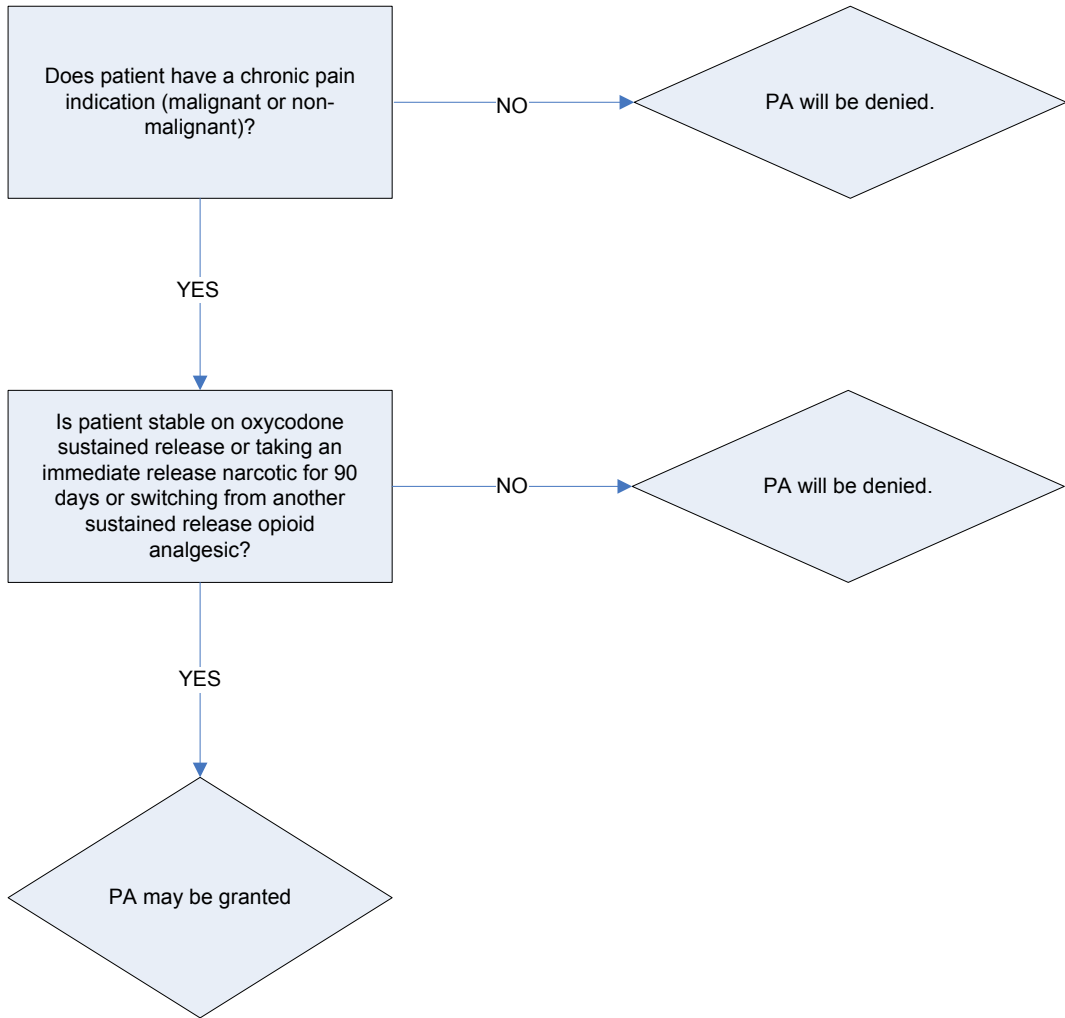 Does patient have a chronic pain
indication (malignant or non-
malignant)?
NO
PA will be denied.
YES
Is patient stable on oxycodone
sustained release or taking an
immediate release narcotic for 90
days or switching from another
sustained release opioid
analgesic?
NO
PA will be denied.
YES
PA may be granted